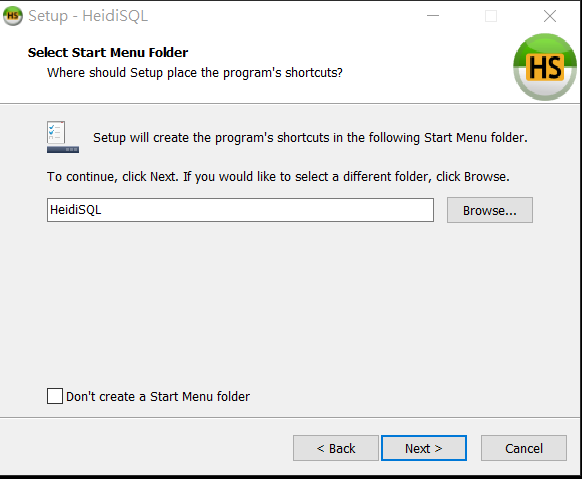 Setup - HeidiSQL
Select Start Menu Folder
Where should Setup place the program's shortcuts?
HS
Setup will create the program's shortcuts in the following Start Menu folder.
To continue, click Next. If you would like to select a different folder, click Browse.
HeidiSQL
Browse...
Don't create a Start Menu folder
< Back
Next >
Cancel